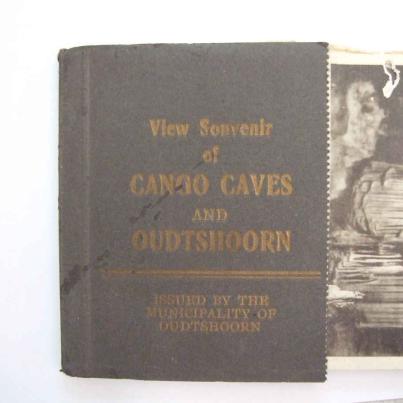 View Souvenir
of
CANGO CAVES
AND
OUDTSHOORN
ISSUED BY THE
MUNICIPALITY OF
OUDTSHOORN